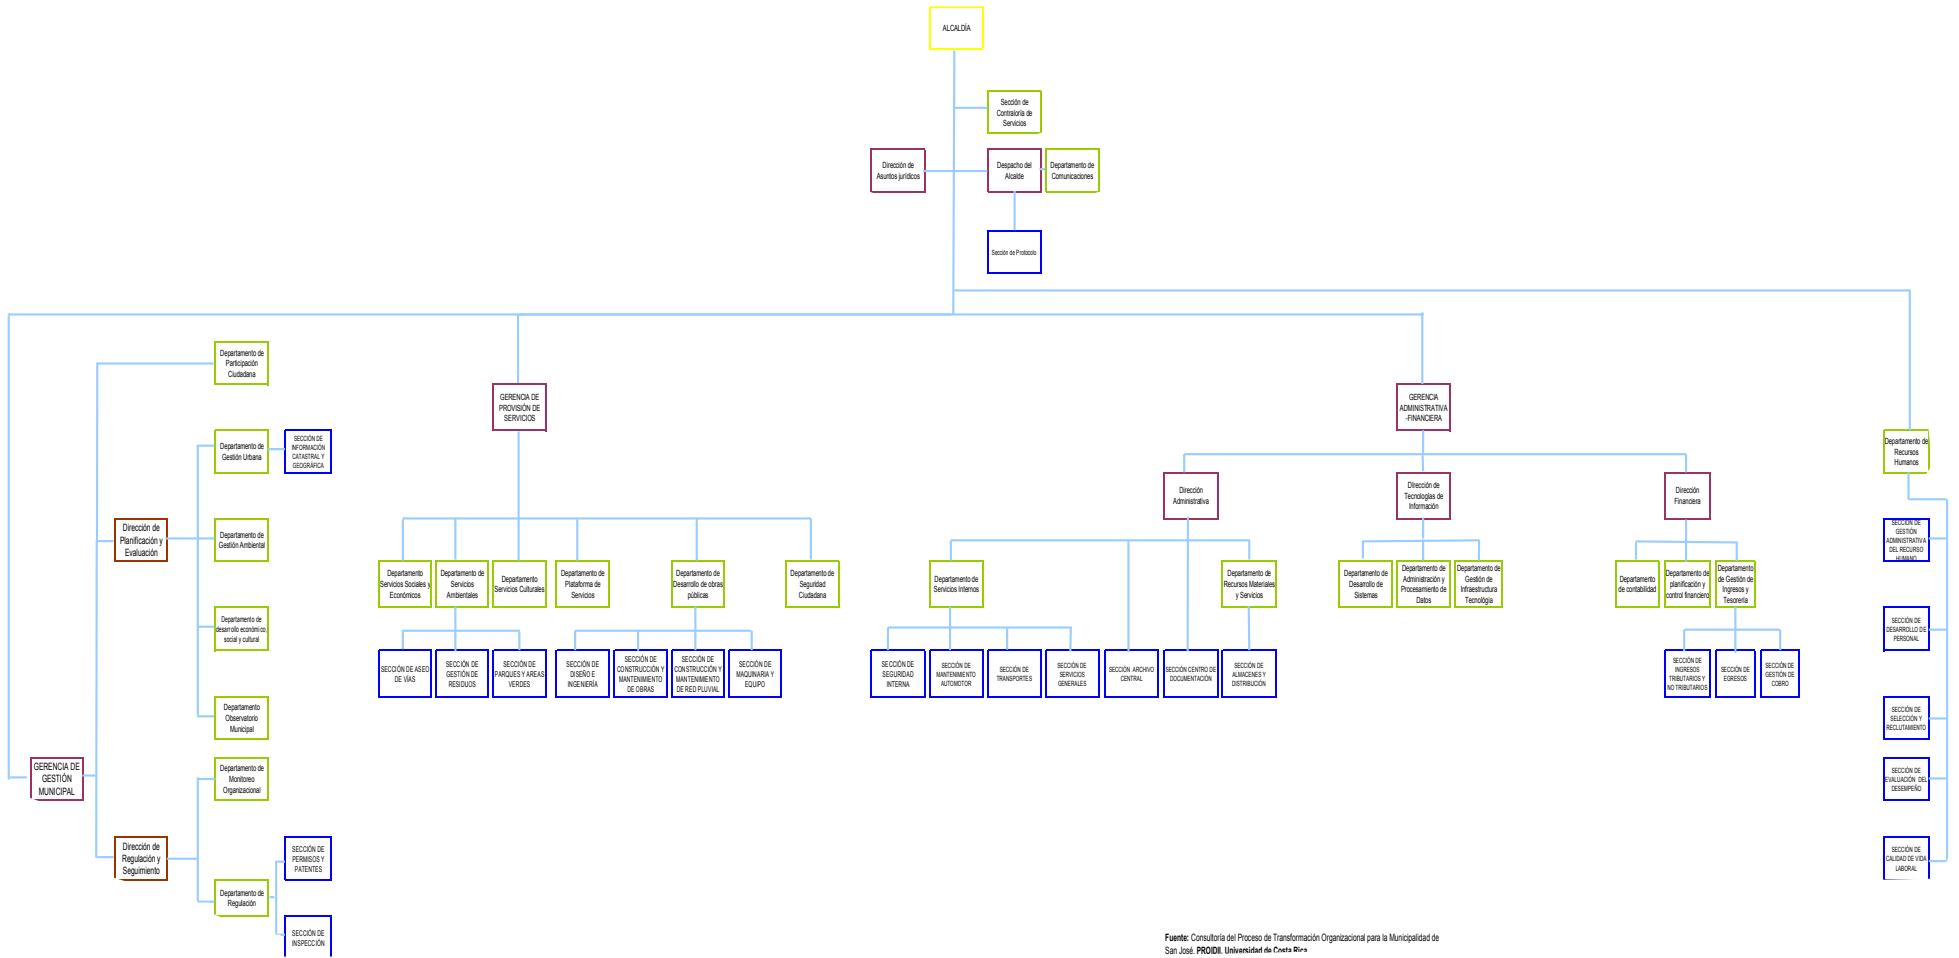 ALCALDÍA
Sección de
Contraloría de
Servicios
Dirección de
Asuntos jurídicos
Despacho del
Alcalde
Departamento de
Comunicaciones
Sección de Protocolo
Departamento de
Participación
Ciudadana
GERENCIA DE
PROVISIÓN DE
SERVICIOS
GERENCIA
ADMINISTRATIVA
-FINANCIERA
Departamento de
Gestión Urbana
SECCIÓN DE
INFORMACIÓN
CATASTRAL Y
GEOGRÁFICA
Departamento de
Recursos
Humanos
Dirección
Administrativa
Dirección de
Tecnologías de
Información
Dirección
Financiera
Dirección de
Planificación y
Evaluación
Departamento de
Gestión Ambiental
SECCIÓN DE
GESTIÓN
ADMINISTRATIVA
DEL RECURSO
HUMANO
Departamento
Servicios Sociales y
Económicos
Departamento de
Servicios
Ambientales
Departamento
Servicios Culturales
Departamento de
Plataforma de
Servicios
Departamento de
Desarrollo de obras
públicas
Departamento de
Seguridad
Ciudadana
Departamento de
Servicios Internos
Departamento de
Recursos Materiales
y Servicios
Departamento de
Desarrollo de
Sistemas
Departamento de
Administración y
Procesamiento de
Datos
Departamento de
Gestión de
Infraestructura
Tecnológia
Departamento
de contabilidad
Departamento de
planificación y
control financiero
Departamento
de Gestión de
Ingresos y
Tesorería
Departamento de
desarrollo económico,
social y cultural
SECCIÓN DE
DESARROLLO DE
PERSONAL
SECCIÓN DE ASEO
DE VÍAS
SECCIÓN DE
GESTIÓN DE
RESIDUOS
SECCIÓN DE
PARQUES Y AREAS
VERDES
SECCIÓN DE
DISEÑO E
INGENIERÍA
SECCIÓN DE
CONSTRUCCIÓN Y
MANTENIMIENTO
DE OBRAS
SECCIÓN DE
CONSTRUCCIÓN Y
MANTENIMIENTO
DE RED PLUVIAL
SECCIÓN DE
MAQUINARIA Y
EQUIPO
SECCIÓN DE
SEGURIDAD
INTERNA
SECCIÓN DE
MANTENIMIENTO
AUTOMOTOR
SECCIÓN DE
TRANSPORTES
SECCIÓN DE
SERVICIOS
GENERALES
SECCIÓN ARCHIVO
CENTRAL
SECCIÓN CENTRO DE
DOCUMENTACIÓN
SECCIÓN DE
ALMACENES Y
DISTRIBUCIÓN
SECCIÓN DE
INGRESOS
TRIBUTARIOS Y
NO TRIBUTARIOS
SECCIÓN DE
EGRESOS
SECCIÓN DE
GESTIÓN DE
COBRO
Departamento
Observatorio
Municipal
SECCIÓN DE
SELECCIÓN Y
RECLUTAMIENTO
GERENCIA DE
GESTIÓN
MUNICIPAL
Departamento de
Monitoreo
Organizacional
SECCIÓN DE
EVALUACIÓN DEL
DESEMPEÑO
Dirección de
Regulación y
Seguimiento
SECCIÓN DE
PERMISOS Y
PATENTES
SECCIÓN DE
CALIDAD DE VIDA
LABORAL
Departamento de
Regulación
SECCIÓN DE
INSPECCIÓN
Fuente: Consultoría del Proceso de Transformación Organizacional para la Municipalidad de
San José. PROIDII. Universidad de Costa Rica